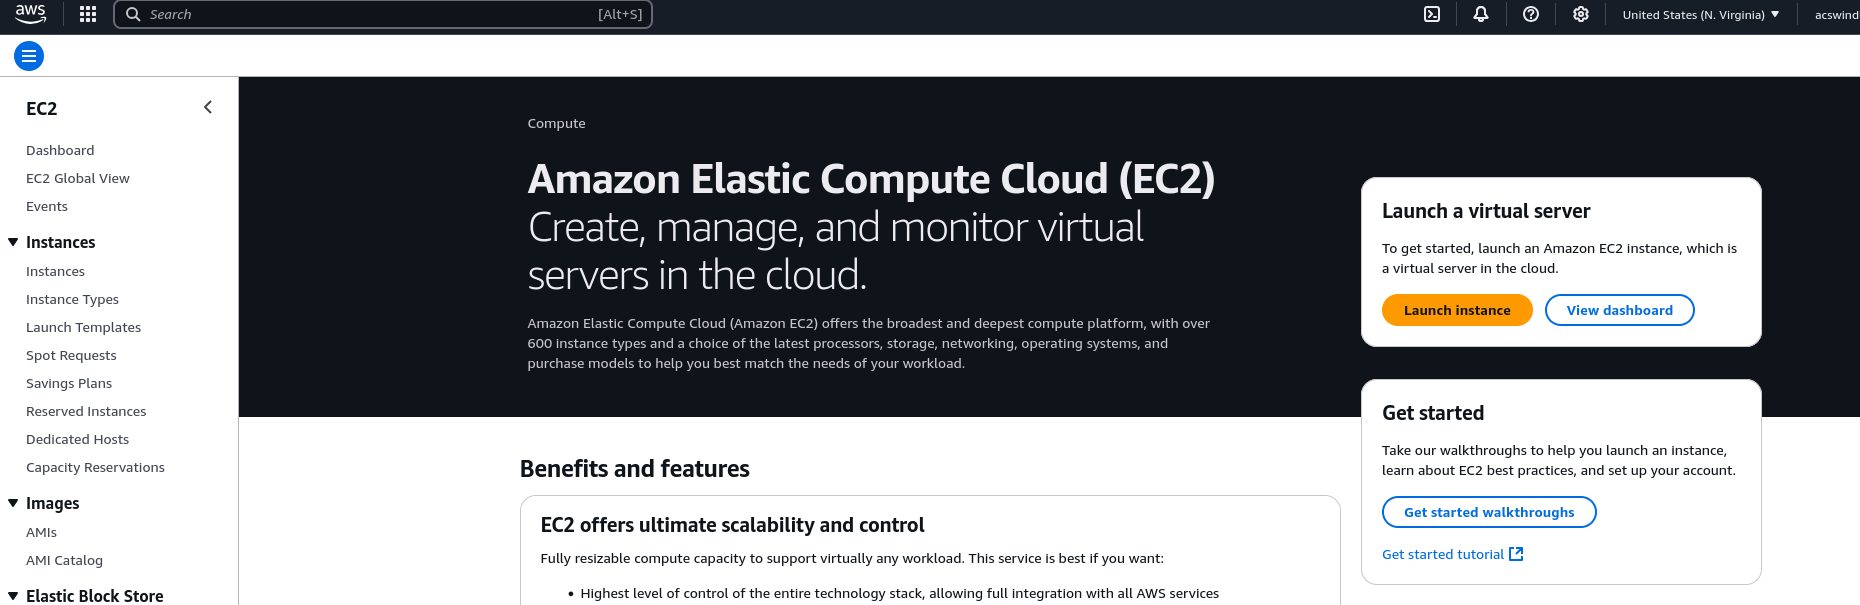 aws
Search
[Alt+S]
United States (N. Virginia)
acswind
EC2
Dashboard
EC2 Global View
Events
Instances
Instances
Instance Types
Launch Templates
Spot Requests
Savings Plans
Reserved Instances
Dedicated Hosts
Capacity Reservations
Images
AMIs
AMI Catalog
Elastic Block Store
Compute
Amazon Elastic Compute Cloud (EC2)
Create, manage, and monitor virtual
servers in the cloud.
Amazon Elastic Compute Cloud (Amazon EC2) offers the broadest and deepest compute platform, with over
600 instance types and a choice of the latest processors, storage, networking, operating systems, and
purchase models to help you best match the needs of your workload.
Benefits and features
EC2 offers ultimate scalability and control
Fully resizable compute capacity to support virtually any workload. This service is best if you want:
• Highest level of control of the entire technology stack, allowing full integration with all AWS services
Launch a virtual server
To get started, launch an Amazon EC2 instance, which is
a virtual server in the cloud.
Launch instance
View dashboard
Get started
Take our walkthroughs to help you launch an instance,
learn about EC2 best practices, and set up your account.
Get started walkthroughs
Get started tutorial